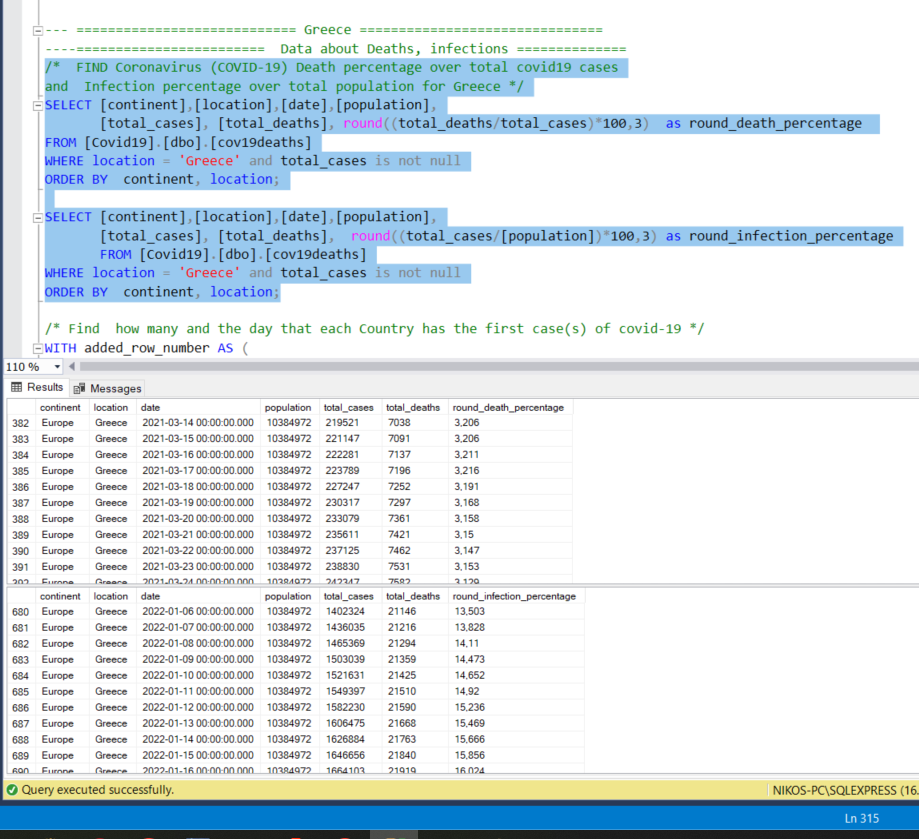 --- ============================ Greece ===============================
----======================== Data about Deaths, infections ==============
/*  FIND Coronavirus (COVID-19) Death percentage over total covid19 cases
and  Infection percentage over total population for Greece */
SELECT [continent],[location],[date],[population],
[total_cases], [total_deaths], round((total_deaths/total_cases)*100,3)  as round_death_percentage
FROM [Covid19].[dbo].[cov19deaths]
WHERE location = 'Greece' and total_cases is not null
ORDER BY  continent, location;
SELECT [continent],[location],[date],[population],
[total_cases], [total_deaths],  round((total_cases/[population])*100,3) as round_infection_percentage
FROM [Covid19].[dbo].[cov19deaths]
WHERE location = 'Greece' and total_cases is not null
ORDER BY  continent, location;
/* Find  how many and the day that each Country has the first case(s) of covid-19 */
WITH added_row_number AS (
110 %
Results Messages
continent location date population total_cases total_deaths round_death_percentage
382 Europe Greece 2021-03-14 00:00:00.000 10384972 219521 7038 3,206
383 Europe Greece 2021-03-15 00:00:00.000 10384972 221147 7091 3,206
384 Europe Greece 2021-03-16 00:00:00.000 10384972 222281 7137 3,211
385 Europe Greece 2021-03-17 00:00:00.000 10384972 223789 7196 3,216
386 Europe Greece 2021-03-18 00:00:00.000 10384972 227247 7252 3,191
387 Europe Greece 2021-03-19 00:00:00.000 10384972 230317 7297 3,168
388 Europe Greece 2021-03-20 00:00:00.000 10384972 233079 7361 3,158
389 Europe Greece 2021-03-21 00:00:00.000 10384972 235611 7421 3,15
390 Europe Greece 2021-03-22 00:00:00.000 10384972 237125 7462 3,147
391 Europe Greece 2021-03-23 00:00:00.000 10384972 238830 7531 3,153
392 Europe Greece 2021-03-24 00:00:00.000 10384972 242347 7582 3,129
continent location date population total_cases total_deaths round_infection_percentage
680 Europe Greece 2022-01-06 00:00:00.000 10384972 1402324 21146 13,503
681 Europe Greece 2022-01-07 00:00:00.000 10384972 1436035 21216 13,828
682 Europe Greece 2022-01-08 00:00:00.000 10384972 1465369 21294 14,11
683 Europe Greece 2022-01-09 00:00:00.000 10384972 1503039 21359 14,473
684 Europe Greece 2022-01-10 00:00:00.000 10384972 1521631 21425 14,652
685 Europe Greece 2022-01-11 00:00:00.000 10384972 1549397 21510 14,92
686 Europe Greece 2022-01-12 00:00:00.000 10384972 1582230 21590 15,236
687 Europe Greece 2022-01-13 00:00:00.000 10384972 1606475 21668 15,469
688 Europe Greece 2022-01-14 00:00:00.000 10384972 1626884 21763 15,666
689 Europe Greece 2022-01-15 00:00:00.000 10384972 1646656 21840 15,856
690 Europe Greece 2022-01-16 00:00:00.000 10384972 1664103 21919 16,024
Query executed successfully. NIKOS-PC\SQLEXPRESS (16.
Ln 315